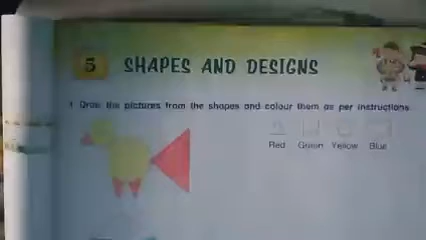 5 SHAPES AND DESIGNS
1. Draw the pictures from the shapes and colour them as per instructions.
Red Green Yellow Blue